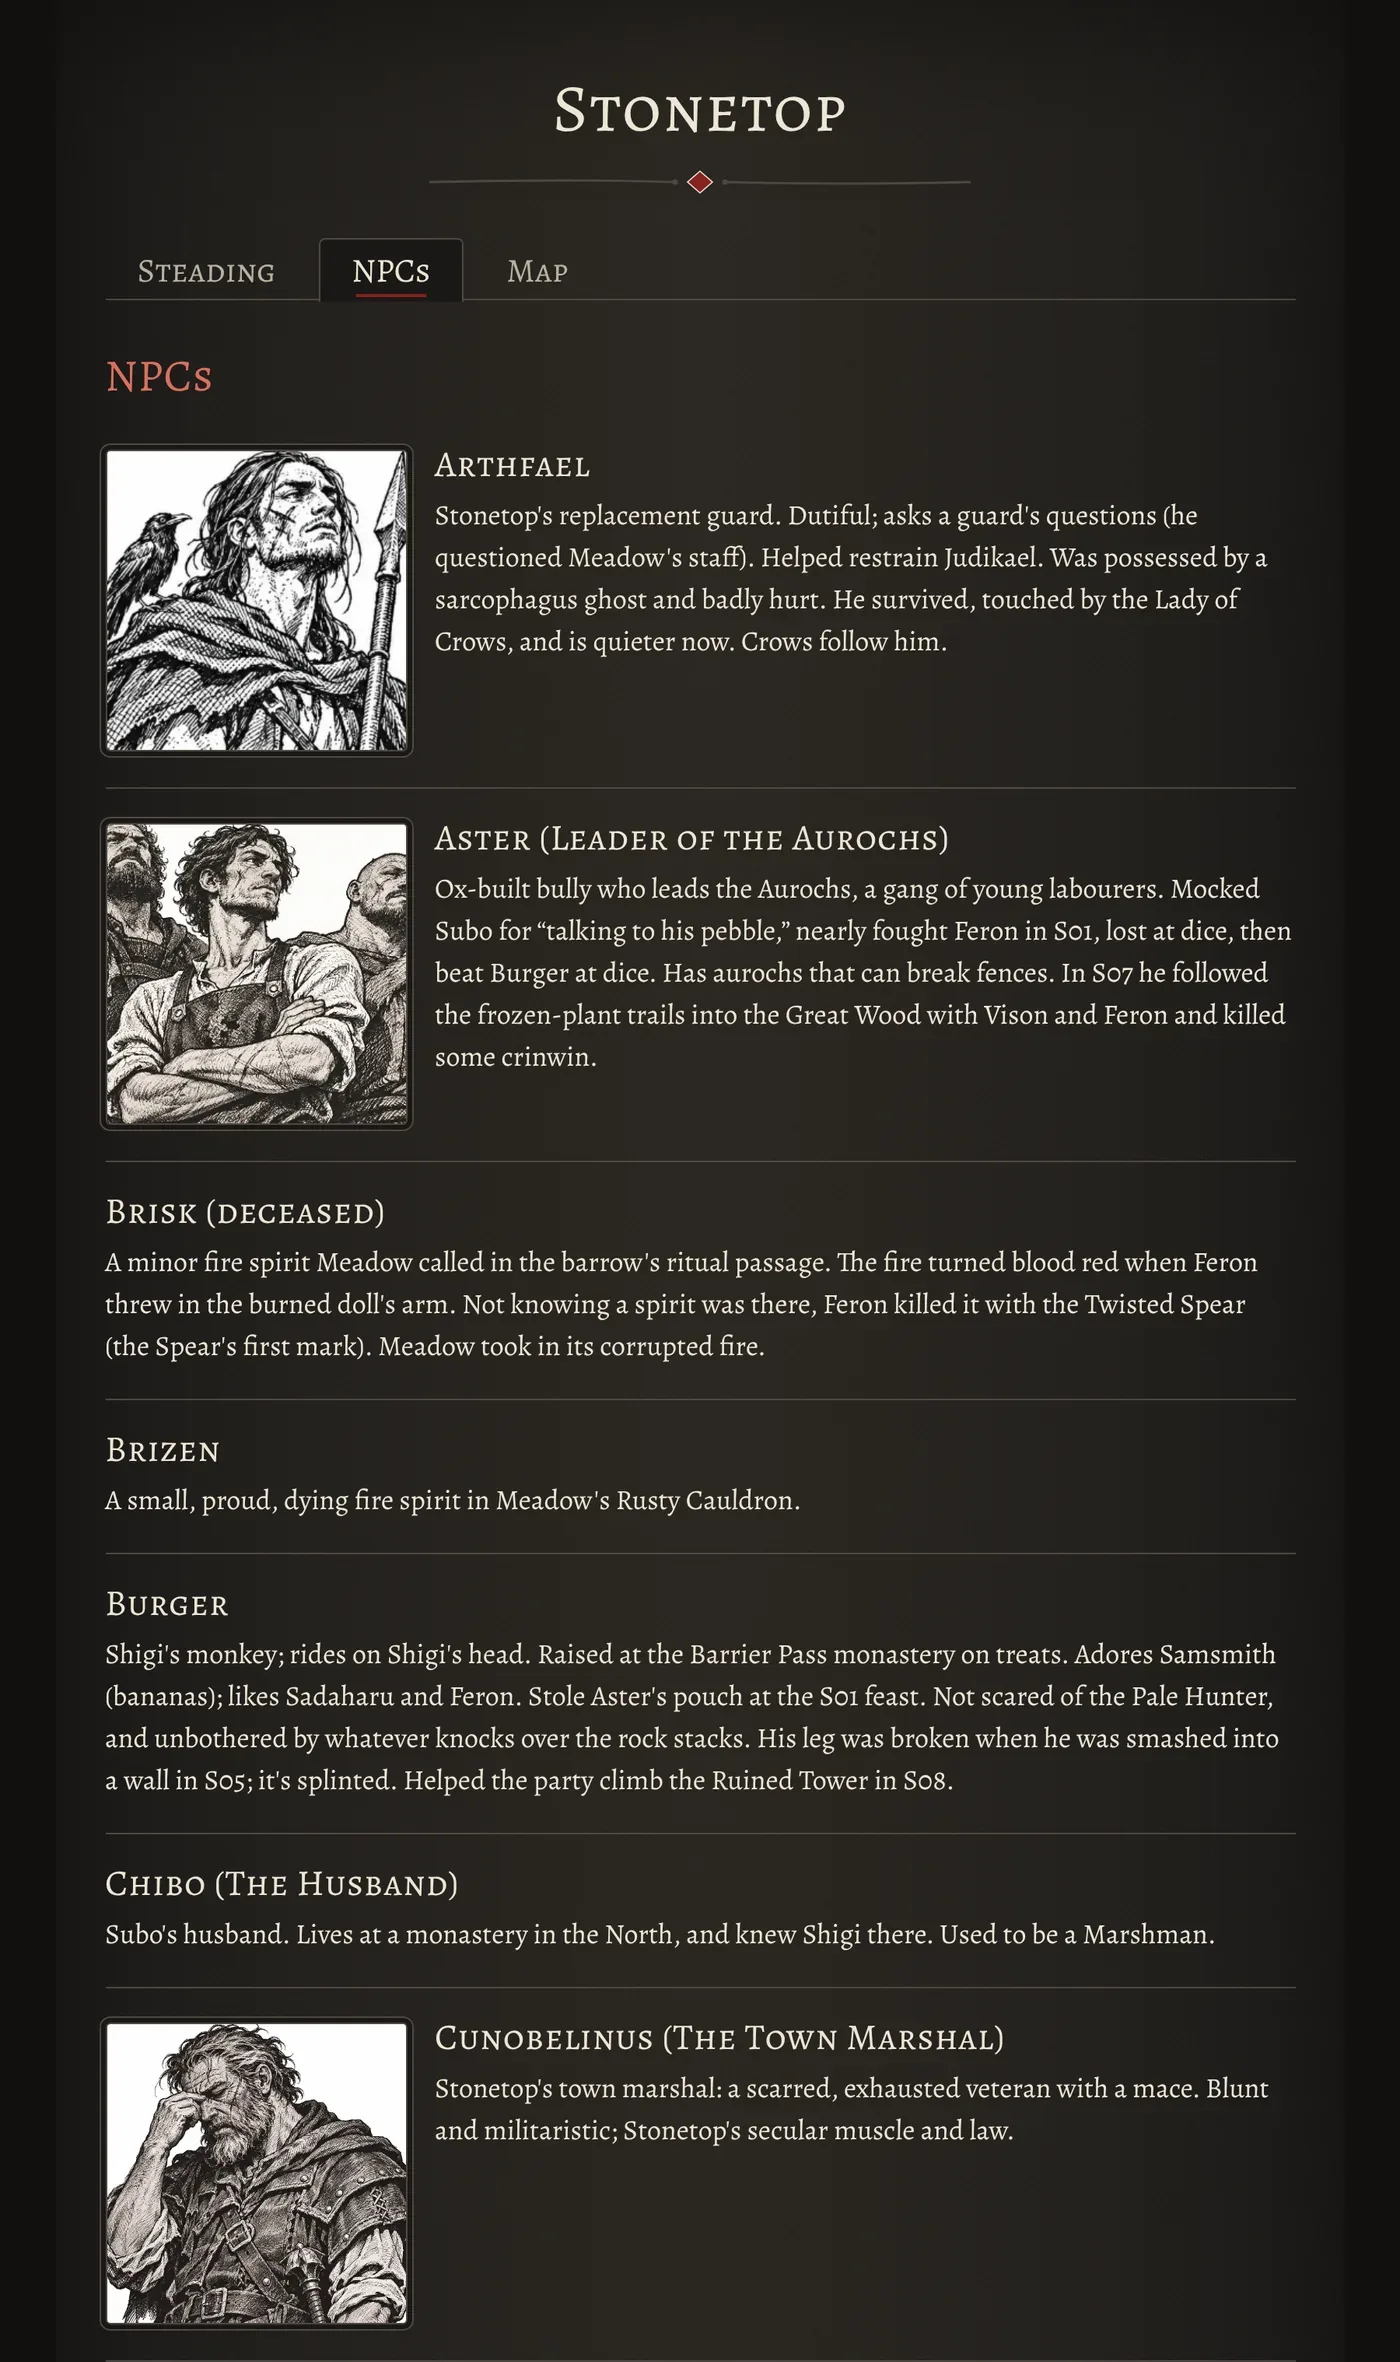 Stonetop
Steading
NPCs
Map
NPCs
Arthfael
Stonetop's replacement guard. Dutiful; asks a guard's questions (he
questioned Meadow's staff). Helped restrain Judikael. Was possessed by a
sarcophagus ghost and badly hurt. He survived, touched by the Lady of
Crows, and is quieter now. Crows follow him.
Aster (Leader of the Aurochs)
Ox-built bully who leads the Aurochs, a gang of young labourers. Mocked
Subo for “talking to his pebble,” nearly fought Feron in S01, lost at dice, then
beat Burger at dice. Has aurochs that can break fences. In S07 he followed
the frozen-plant trails into the Great Wood with Vison and Feron and killed
some crinwin.
Brisk (deceased)
A minor fire spirit Meadow called in the barrow's ritual passage. The fire turned blood red when Feron
threw in the burned doll's arm. Not knowing a spirit was there, Feron killed it with the Twisted Spear
(the Spear's first mark). Meadow took in its corrupted fire.
Brizen
A small, proud, dying fire spirit in Meadow's Rusty Cauldron.
Burger
Shigi's monkey; rides on Shigi's head. Raised at the Barrier Pass monastery on treats. Adores Samsmith
(bananas); likes Sadaharu and Feron. Stole Aster's pouch at the S01 feast. Not scared of the Pale Hunter,
and unbothered by whatever knocks over the rock stacks. His leg was broken when he was smashed into
a wall in S05; it's splinted. Helped the party climb the Ruined Tower in S08.
Chibo (The Husband)
Subo's husband. Lives at a monastery in the North, and knew Shigi there. Used to be a Marshman.
Cunobelinus (The Town Marshal)
Stonetop's town marshal: a scarred, exhausted veteran with a mace. Blunt
and militaristic; Stonetop's secular muscle and law.